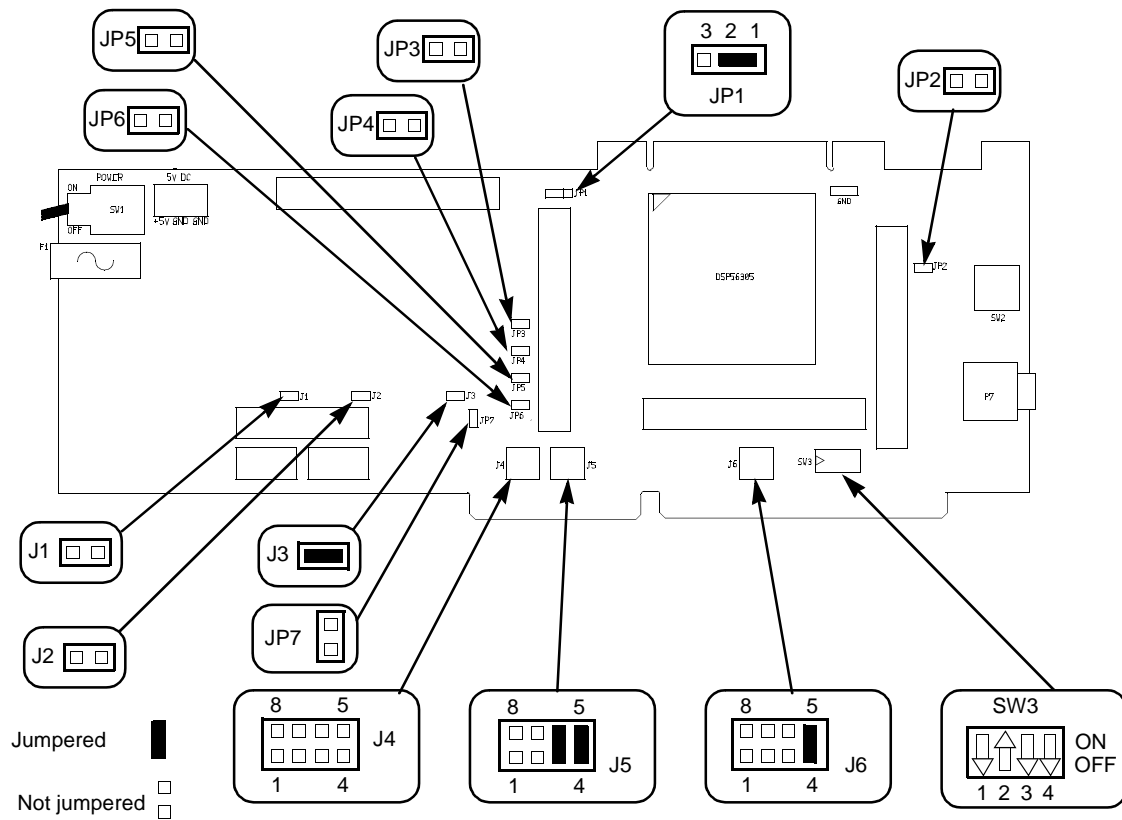 JP5
JP3
3 2 1
JP1
JP2
JP6
JP4
POWER
5V DC
ON
SW1
OFF
+5V GND GND
F1
JP1
GND
DSP56305
JP2
SW2
JP3
JP4
JP5
JP6
J1
J2
J3
JP7
P7
J4
J5
J6
SW3
J1
J3
JP7
J2
8 5
J4
1 4
8 5
J5
1 4
8 5
J6
1 4
SW3
ON
OFF
1 2 3 4
Jumpered
Not jumpered